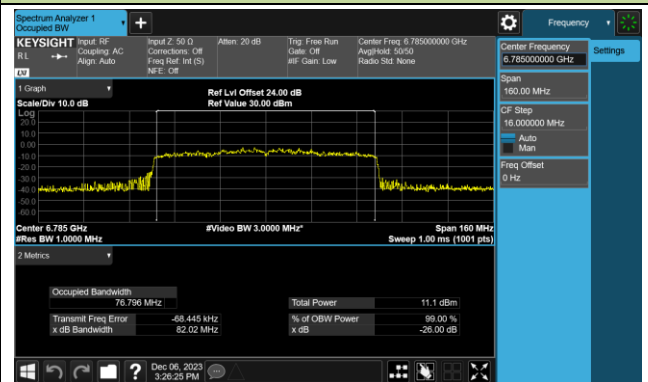 Spectrum Analyzer 1
Occupied BW
Frequency
KEYSIGHT
RL
LXI
Input: RF
Coupling: AC
Align: Auto
Input Z: 50 Ω
Corrections: Off
Freq Ref: Int (S)
NFE: Off
Atten: 20 dB
Trig: Free Run
Gate: Off
#IF Gain: Low
Center Freq: 6.785000000 GHz
Avg|Hold: 50/50
Radio Std: None
Center Frequency
6.785000000 GHz
Settings
Span
160.00 MHz
CF Step
16.000000 MHz
Auto
Man
Freq Offset
0 Hz
1 Graph
Scale/Div 10.0 dB
Ref Lvl Offset 24.00 dB
Ref Value 30.00 dBm
Log
20.0
10.0
0.00
-10.0
-20.0
-30.0
-40.0
-50.0
-60.0
Center 6.785 GHz
#Res BW 1.0000 MHz
#Video BW 3.0000 MHz*
Span 160 MHz
Sweep 1.00 ms (1001 pts)
2 Metrics
Occupied Bandwidth
76.796 MHz
Transmit Freq Error -68.445 kHz
x dB Bandwidth 82.02 MHz
Total Power 11.1 dBm
% of OBW Power 99.00 %
x dB -26.00 dB
?
Dec 06, 2023
3:26:25 PM